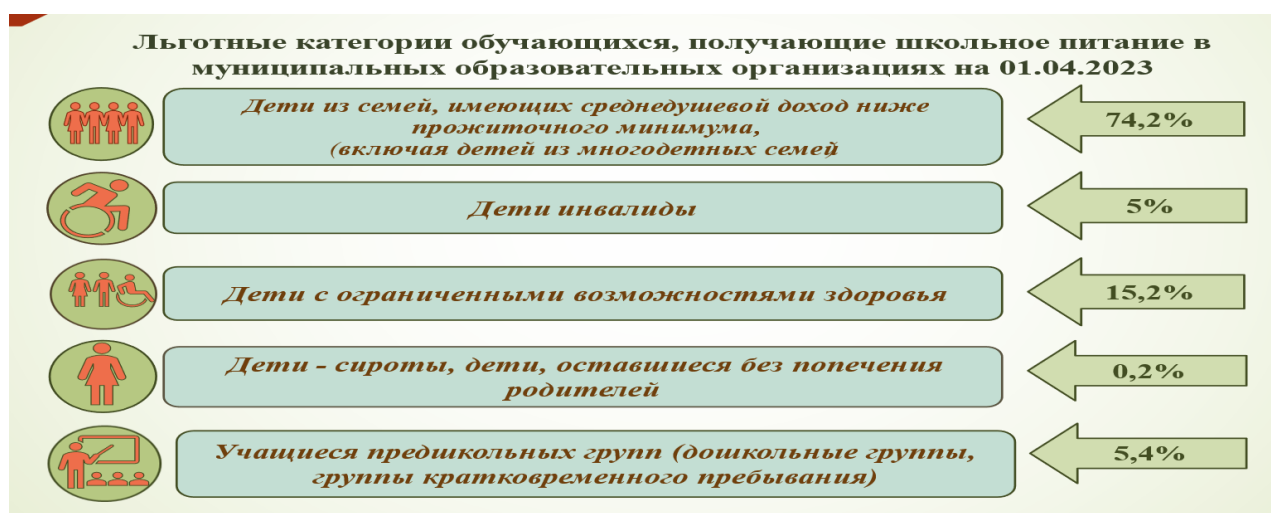 Льготные категории обучающихся, получающие школьное питание в
муниципальных образовательных организациях на 01.04.2023
Дети из семей, имеющих среднедушевой доход ниже
прожиточного минимума,
(включая детей из многодетных семей)
74,2%
Дети инвалиды
5%
Дети с ограниченными возможностями здоровья
15,2%
Дети - сироты, дети, оставшиеся без попечения
родителей
0,2%
Учащиеся предшкольных групп (дошкольные группы,
группы кратковременного пребывания)
5,4%